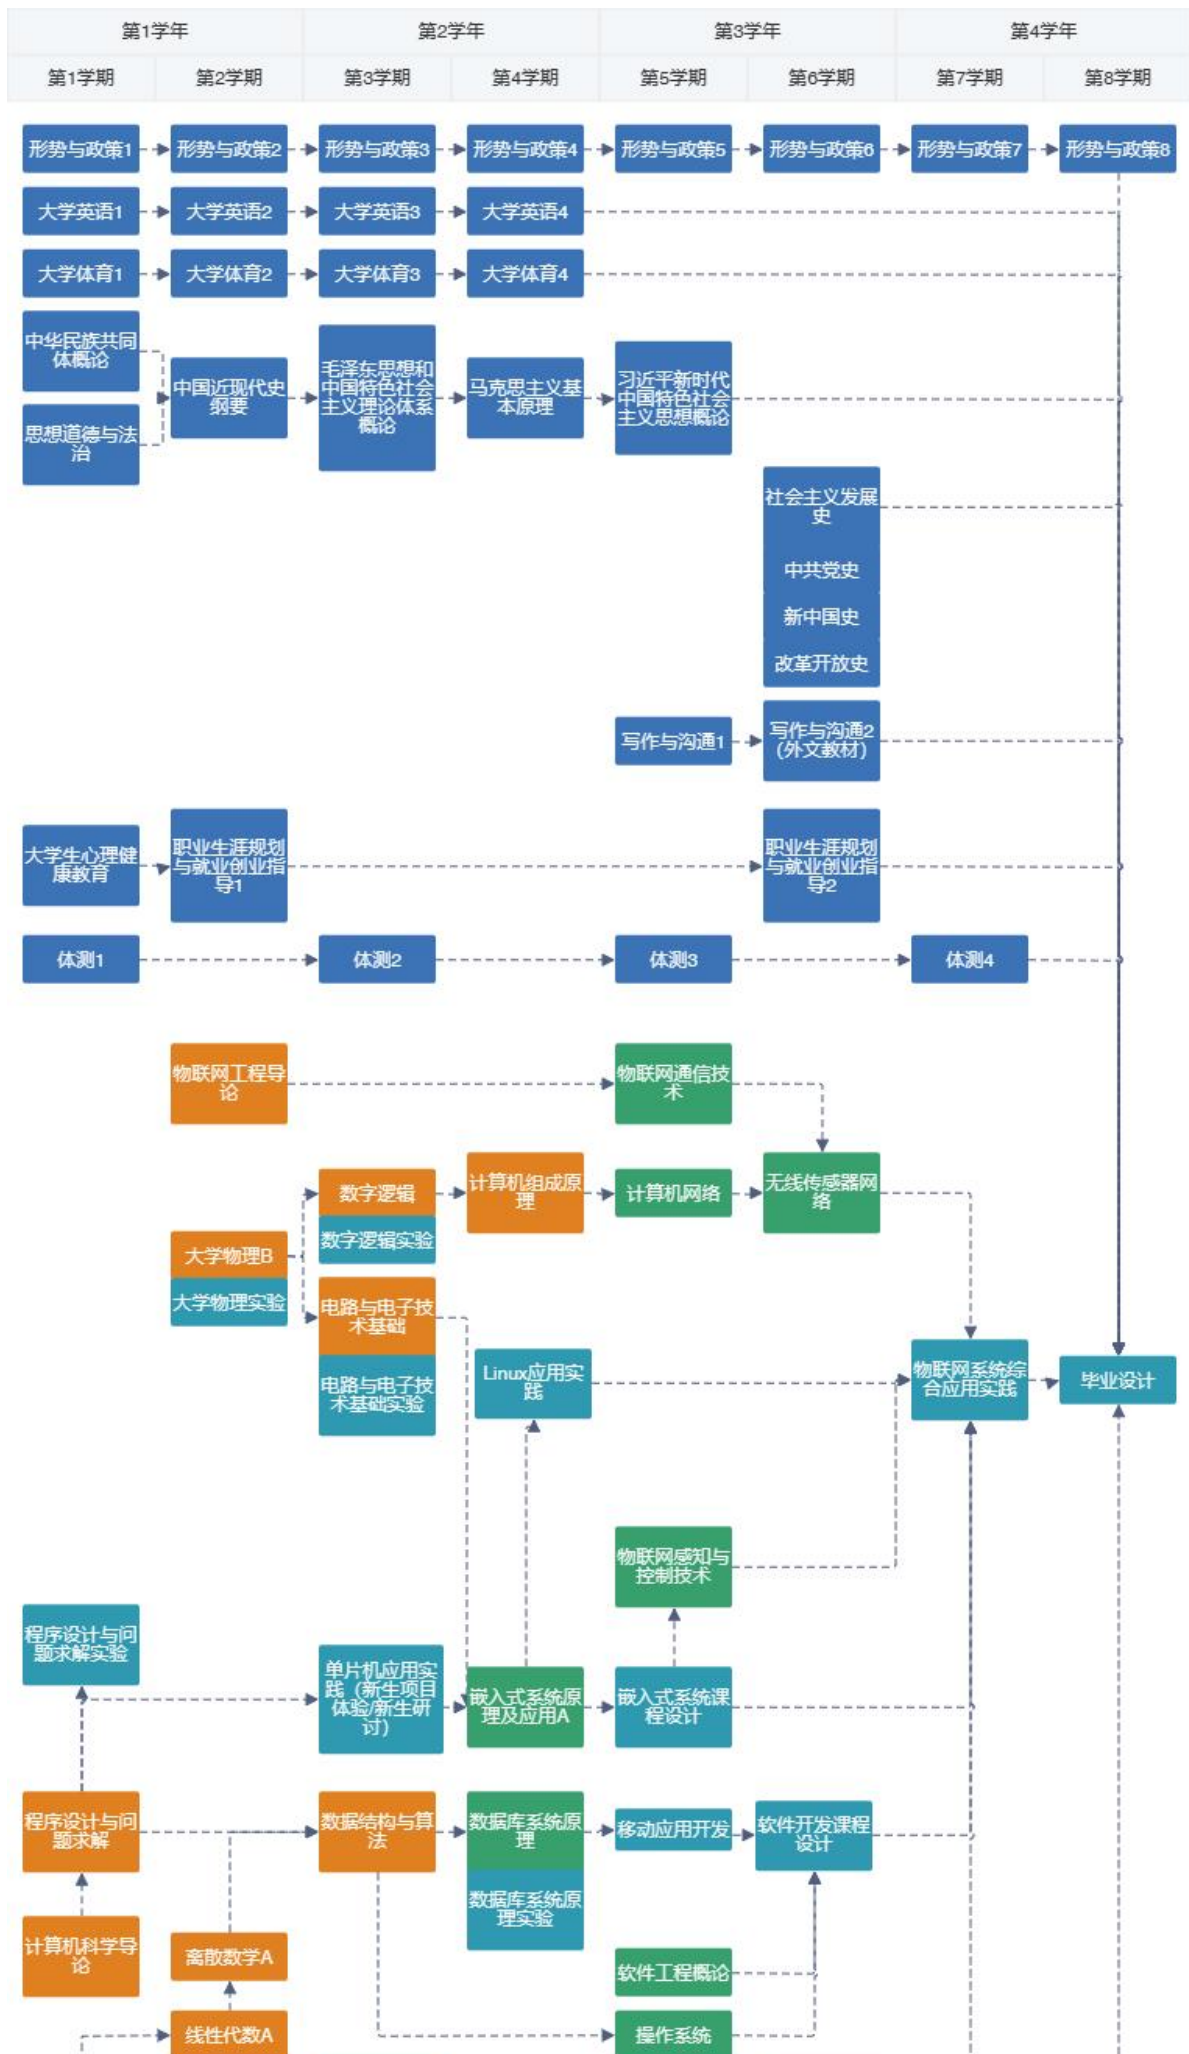 第1学年
第2学年
第3学年
第4学年
第1学期
第2学期
第3学期
第4学期
第5学期
第6学期
第7学期
第8学期
形势与政策1
形势与政策2
形势与政策3
形势与政策4
形势与政策5
形势与政策6
形势与政策7
形势与政策8
大学英语1
大学英语2
大学英语3
大学英语4
大学体育1
大学体育2
大学体育3
大学体育4
中华民族共同
体概论
思想道德与法
治
中国近现代史
纲要
毛泽东思想和
中国特色社会
主义理论体系
概论
马克思主义基
本原理
习近平新时代
中国特色社会
主义思想概论
社会主义发展
史
中共党史
新中国史
改革开放史
写作与沟通1
写作与沟通2
（外文教材）
大学生心理健
康教育
职业生涯规划
与就业创业指
导1
职业生涯规划
与就业创业指
导2
体测1
体测2
体测3
体测4
物联网工程导
论
物联网通信技
术
数字逻辑
数字逻辑实验
计算机组成原
理
计算机网络
无线传感器网
络
大学物理B
大学物理实验
电路与电子技
术基础
电路与电子技
术基础实验
Linux应用实
践
物联网系统综
合应用实践
毕业设计
物联网感知与
控制技术
程序设计与问
题求解实验
单片机应用实
践（新生项目
体验/新生研
讨）
嵌入式系统原
理及应用A
嵌入式系统课
程设计
程序设计与问
题求解
数据结构与算
法
数据库系统原
理
数据库系统原
理实验
移动应用开发
软件开发课程
设计
计算机科学导
论
离散数学A
软件工程概论
线性代数A
操作系统